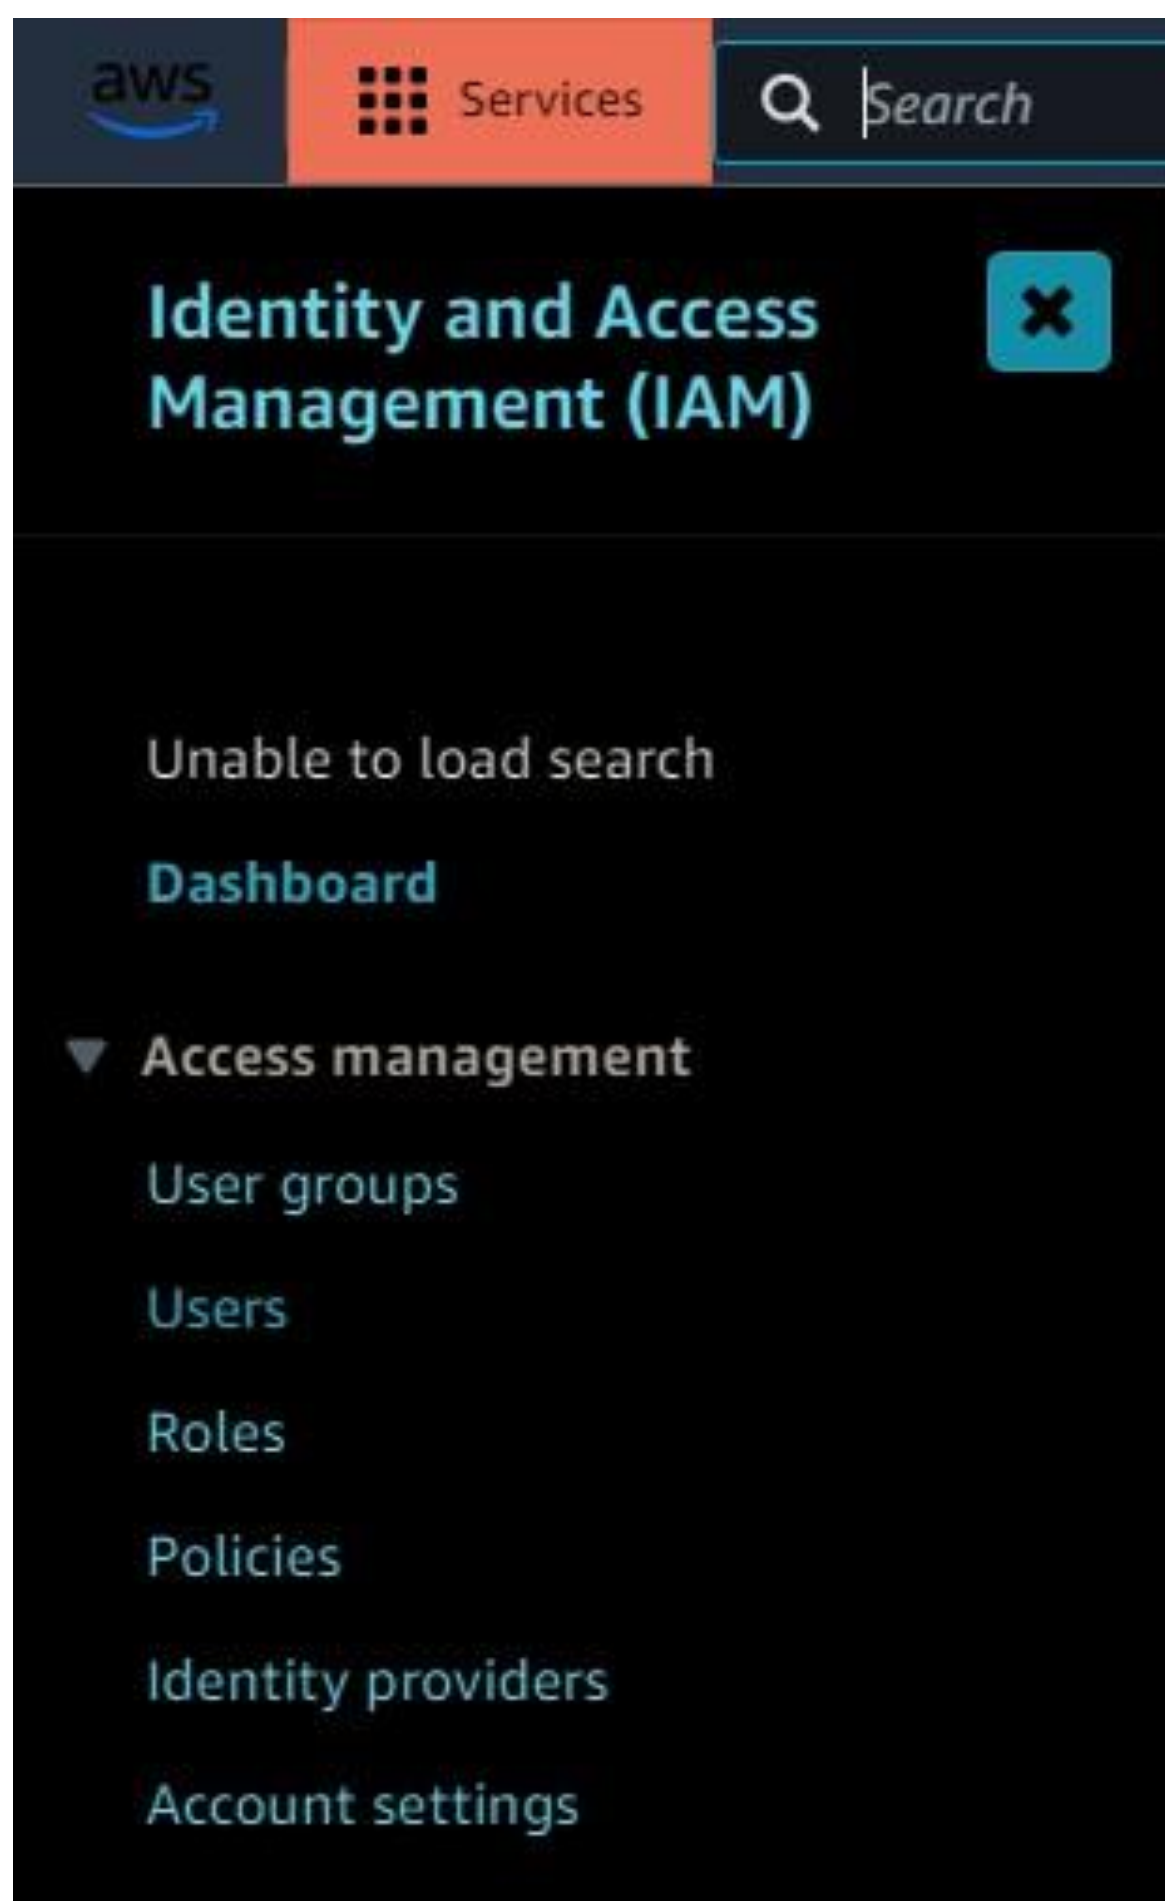 aws Services Search
Identity and Access
Management (IAM)
Unable to load search
Dashboard
Access management
User groups
Users
Roles
Policies
Identity providers
Account settings